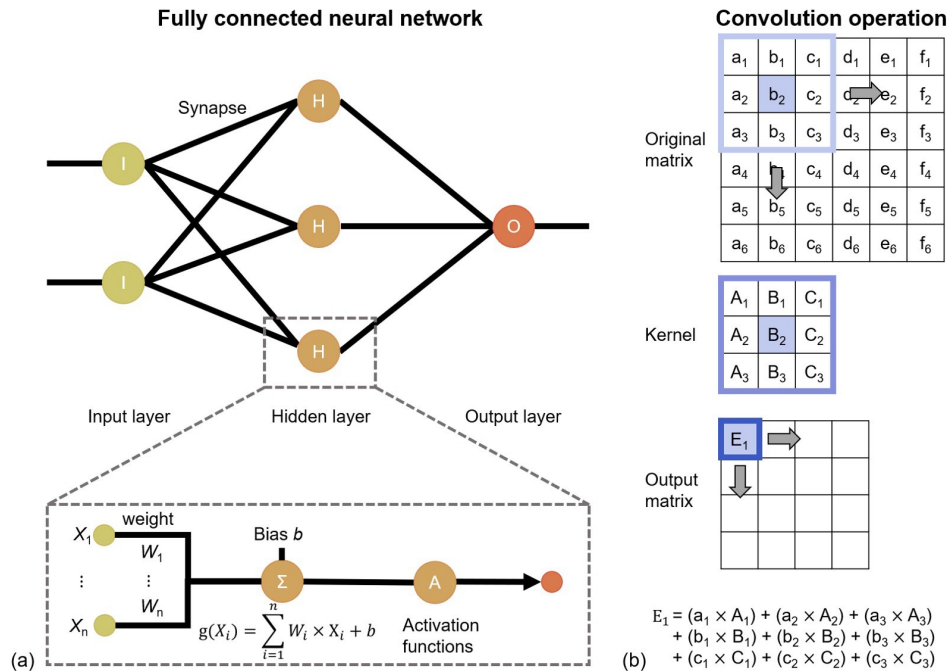 Fully connected neural network
Synapse
H
I
H
O
I
H
Input layer
Hidden layer
Output layer
weight
X₁
W₁
⋮
⋮
Xₙ
Wₙ
Bias b
Σ
A
g(Xᵢ) = ∑ⁿᵢ₌₁ Wᵢ × Xᵢ + b
Activation
functions
(a)
Convolution operation
Original
matrix
a₁ b₁ c₁ d₁ e₁ f₁
a₂ b₂ c₂ e₂ f₂
a₃ b₃ c₃ d₃ e₃ f₃
a₄ c₄ d₄ e₄ f₄
a₅ b₅ c₅ d₅ e₅ f₅
a₆ b₆ c₆ d₆ e₆ f₆
Kernel
A₁ B₁ C₁
A₂ B₂ C₂
A₃ B₃ C₃
Output
matrix
E₁
E₁ = (a₁ × A₁) + (a₂ × A₂) + (a₃ × A₃)
+ (b₁ × B₁) + (b₂ × B₂) + (b₃ × B₃)
+ (c₁ × C₁) + (c₂ × C₂) + (c₃ × C₃)
(b)